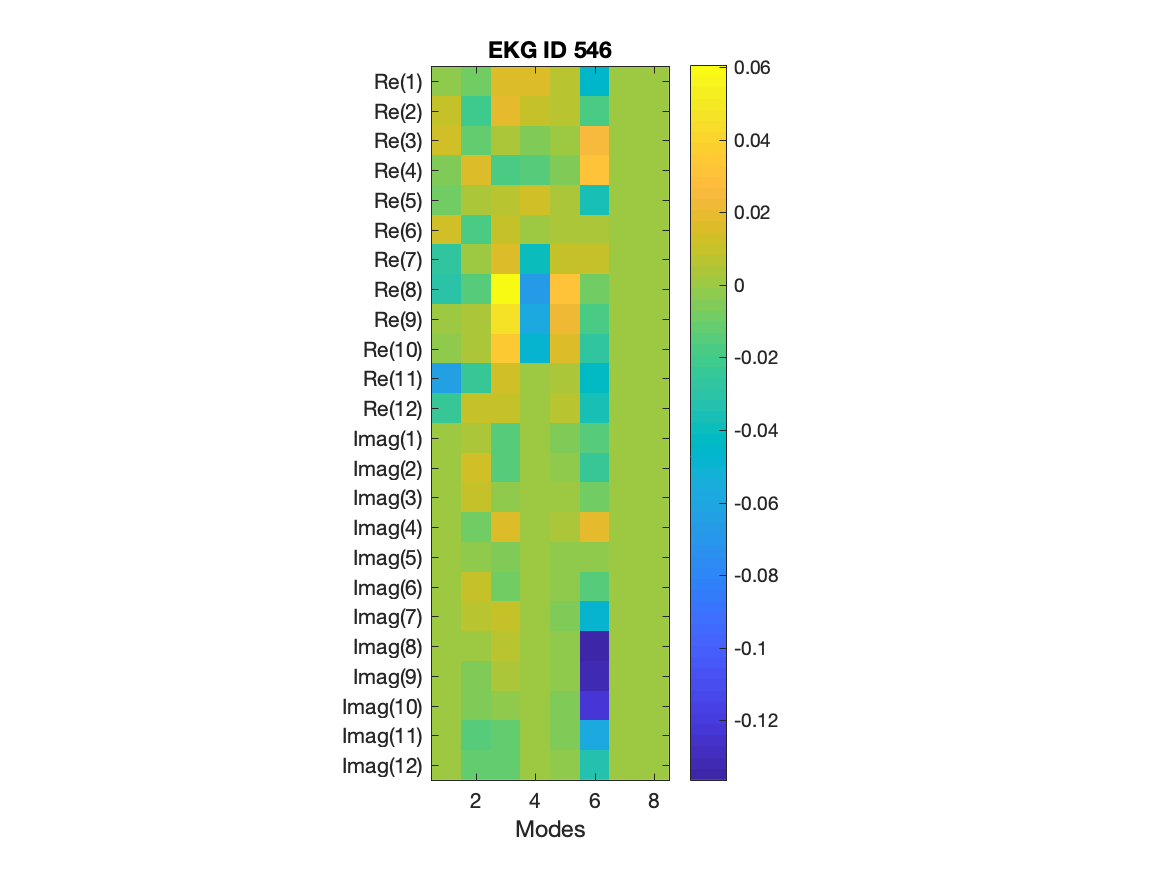 EKG ID 546
Re(1)
Re(2)
Re(3)
Re(4)
Re(5)
Re(6)
Re(7)
Re(8)
Re(9)
Re(10)
Re(11)
Re(12)
Imag(1)
Imag(2)
Imag(3)
Imag(4)
Imag(5)
Imag(6)
Imag(7)
Imag(8)
Imag(9)
Imag(10)
Imag(11)
Imag(12)
2 4 6 8
Modes
0.06
0.04
0.02
0
-0.02
-0.04
-0.06
-0.08
-0.1
-0.12